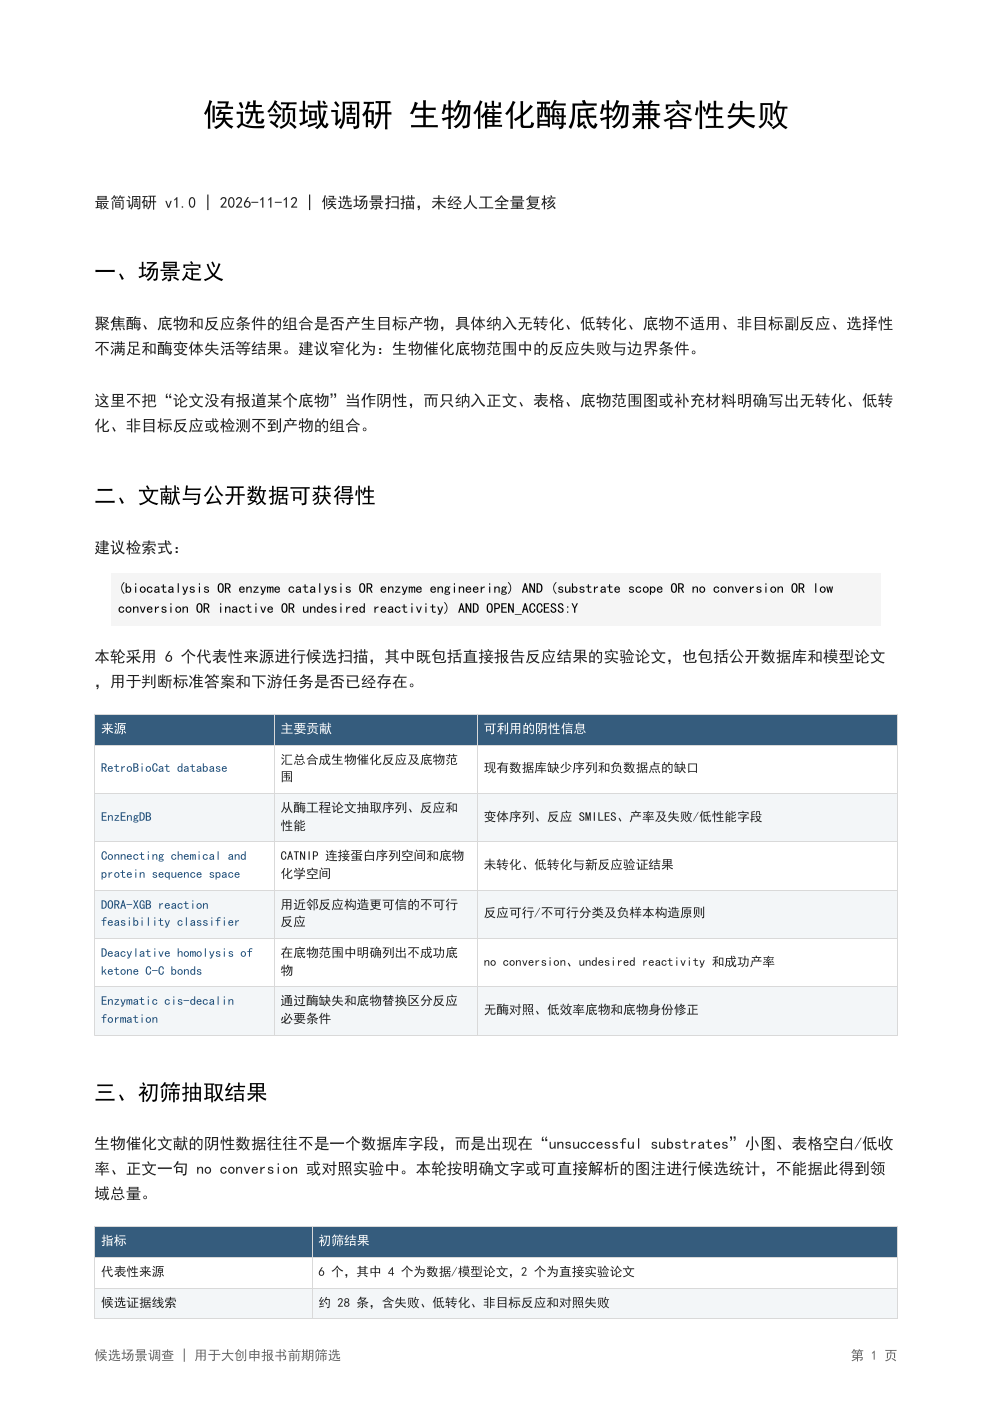 候选领域调研 生物催化酶底物兼容性失败
最简调研 v1.0 | 2026-11-12 | 候选场景扫描，未经人工全量复核
一、场景定义
聚焦酶、底物和反应条件的组合是否产生目标产物，具体纳入无转化、低转化、底物不适用、非目标副反应、选择性
不满足和酶变体失活等结果。建议窄化为：生物催化底物范围中的反应失败与边界条件。
这里不把“论文没有报道某个底物”当作阴性，而只纳入正文、表格、底物范围图或补充材料明确写出无转化、低转
化、非目标反应或检测不到产物的组合。
二、文献与公开数据可获得性
建议检索式：
(biocatalysis OR enzyme catalysis OR enzyme engineering) AND (substrate scope OR no conversion OR low
conversion OR inactive OR undesired reactivity) AND OPEN_ACCESS:Y
本轮采用 6 个代表性来源进行候选扫描，其中既包括直接报告反应结果的实验论文，也包括公开数据库和模型论文
，用于判断标准答案和下游任务是否已经存在。
来源 主要贡献 可利用的阴性信息
RetroBioCat database 汇总合成生物催化反应及底物范
围 现有数据库缺少序列和负数据点的缺口
EnzEngDB 从酶工程论文抽取序列、反应和
性能 变体序列、反应 SMILES、产率及失败/低性能字段
Connecting chemical and
protein sequence space CATNIP 连接蛋白序列空间和底物
化学空间 未转化、低转化与新反应验证结果
DORA-XGB reaction
feasibility classifier 用近邻反应构造更可信的不可行
反应 反应可行/不可行分类及负样本构造原则
Deacylative homolysis of
ketone C-C bonds 在底物范围中明确列出不成功底
物 no conversion、undesired reactivity 和成功产率
Enzymatic cis-decalin
formation 通过酶缺失和底物替换区分反应
必要条件 无酶对照、低效率底物和底物身份修正
三、初筛抽取结果
生物催化文献的阴性数据往往不是一个数据库字段，而是出现在“unsuccessful substrates”小图、表格空白/低收
率、正文一句 no conversion 或对照实验中。本轮按明确文字或可直接解析的图注进行候选统计，不能据此得到领
域总量。
指标 初筛结果
代表性来源 6 个，其中 4 个为数据/模型论文，2 个为直接实验论文
候选证据线索 约 28 条，含失败、低转化、非目标反应和对照失败
候选场景调查 | 用于大创申报书前期筛选 第 1 页